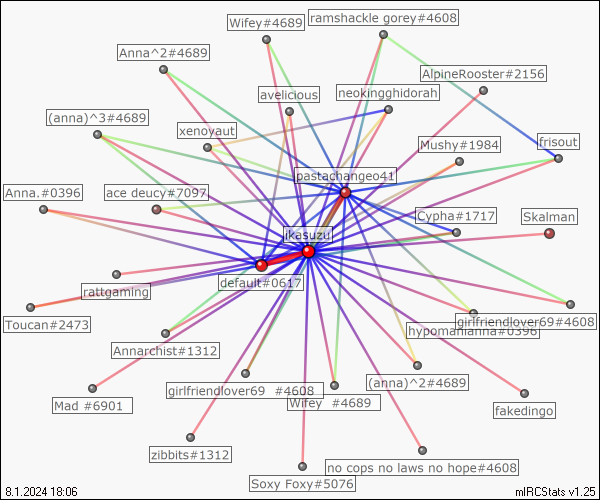 ramshackle gorey#4608
Wifey#4689
Anna^2#4689
AlpineRooster#2156
neokingghidorah
avelicious
(anna)^3#4689
xenoyaut
Mushy#1984
frisout
pastachangeo41
Anna.#0396
ace deucy#7097
Cypha#1717
Skalman
ikasuzu
default#0617
rattgaming
Toucan#2473
girlfriendlover69#4608
hypomanianna#0396
Annarchist#1312
girlfriendlover69 #4608
(anna)^2#4689
Wifey #4689
Mad #6901
fakedingo
zibbits#1312
no cops no laws no hope#4608
Soxy Foxy#5076
8.1.2024 18:06
mIRCStats v1.25